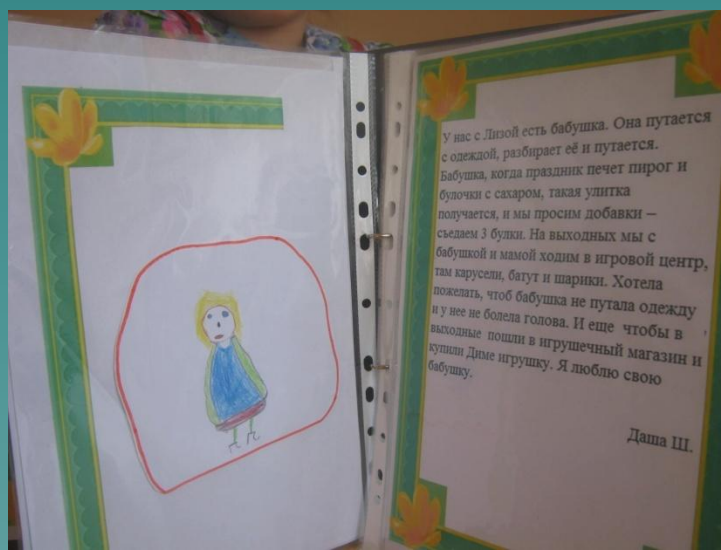 У нас с Лизой есть бабушка. Она путается
с одеждой, разбирает её и путается.
Бабушка, когда праздник печет пирог и
булочки с сахаром, такая улитка
получается, и мы просим добавки –
съедаем 3 булки. На выходных мы с
бабушкой и мамой ходим в игровой центр,
там карусели, батут и шарики. Хотела
пожелать, чтоб бабушка не путала одежду
и у нее не болела голова. И еще чтобы в
выходные пошли в игрушечный магазин и
купили Диме игрушку. Я люблю свою
бабушку.
Даша Ш.